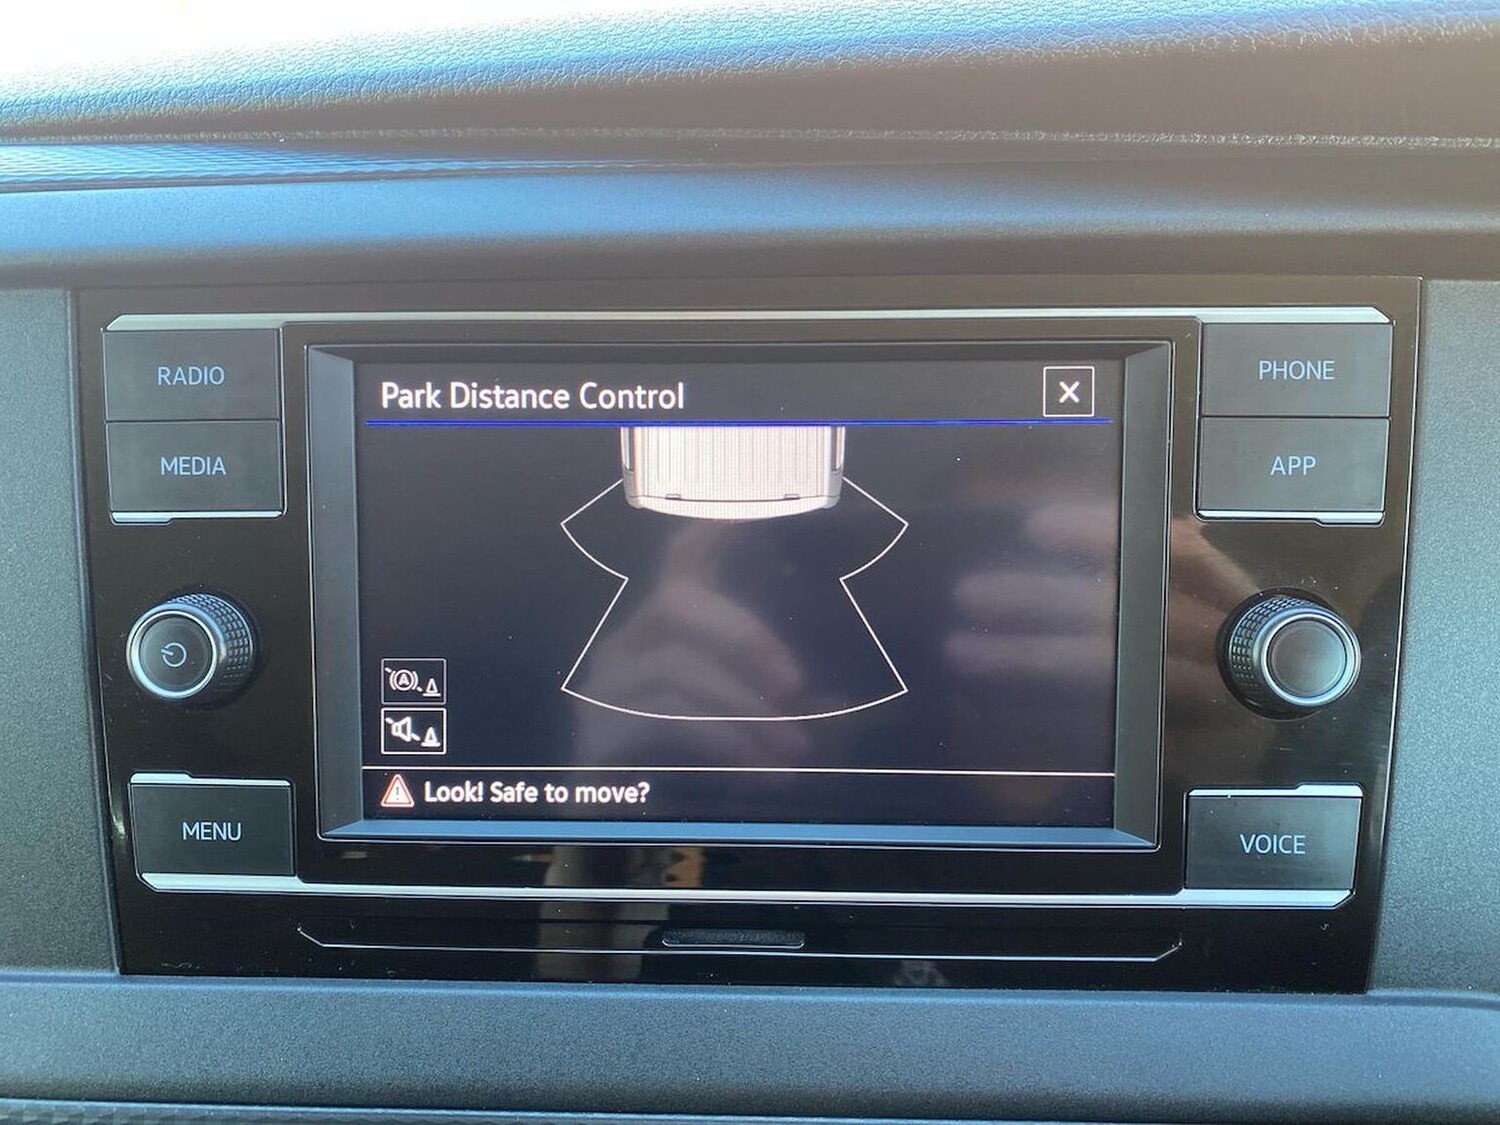 RADIO
MEDIA
MENU
Park Distance Control
X
A
Look! Safe to move?
PHONE
APP
VOICE